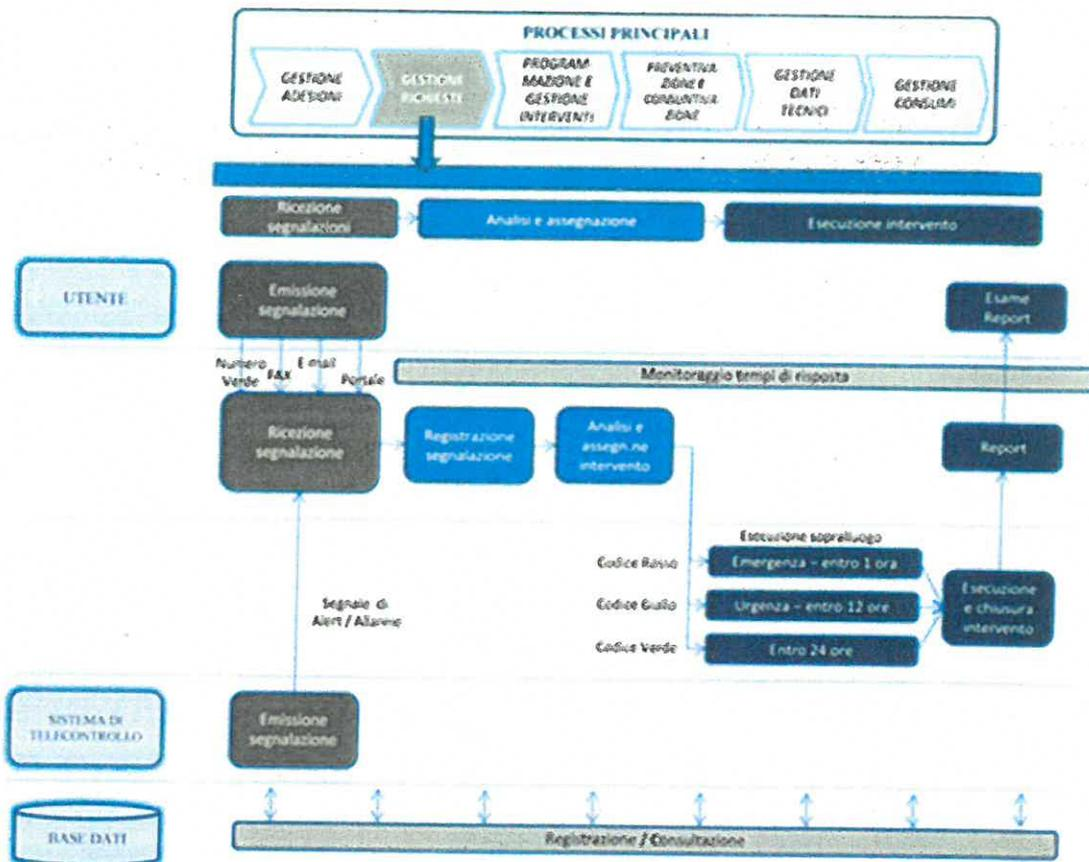 PROCESSI PRINCIPALI
GESTIONE
ADESIONI
GESTIONE
RICHIESTE
PROGRAM
MAZIONE E
GESTIONE
INTERVENTI
PREVENTIVA
ZIONE E
CONSUNTIVA
ZIONE
GESTIONE
DATI
TECNICI
GESTIONE
CONSUMI
Ricezione
segnalazioni
Analisi e assegnazione
Esecuzione intervento
UTENTE
Emissione
segnalazione
Esame
Report
Numero
Verde
FAX
E mail
Portale
Monitoraggio tempi di risposta
Ricezione
segnalazione
Registrazione
segnalazione
Analisi e
assegn.ne
intervento
Report
Esecuzione sopralluogo
Codice Rosso
Emergenza – entro 1 ora
Codice Giallo
Urgenza – entro 12 ore
Codice Verde
Entro 24 ore
Esecuzione
e chiusura
intervento
Segnale di
Alert / Allarme
SISTEMA DI
TELECONTROLLO
Emissione
segnalazione
BASE DATI
Registrazione / Consultazione